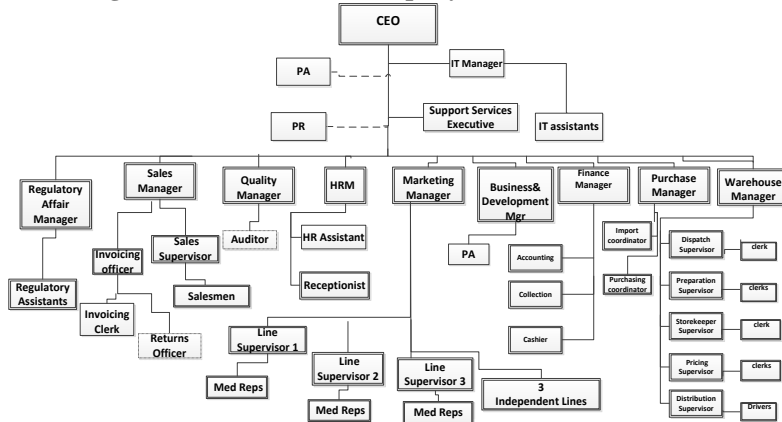 CEO
PA
IT Manager
PR
Support Services
Executive
IT assistants
Regulatory
Affair
Manager
Sales
Manager
Quality
Manager
HRM
Marketing
Manager
Business&
Development
Mgr
Finance
Manager
Purchase
Manager
Warehouse
Manager
Invoicing
officer
Sales
Supervisor
Auditor
HR Assistant
PA
Import
coordinator
Dispatch
Supervisor
clerk
Accounting
Regulatory
Assistants
Salesmen
Receptionist
Purchasing
coordinator
Preparation
Supervisor
clerks
Collection
Invoicing
Clerk
Returns
Officer
Line
Supervisor 1
Line
Supervisor 2
Line
Supervisor 3
Cashier
Storekeeper
Supervisor
clerk
Med Reps
Med Reps
Med Reps
3
Independent Lines
Pricing
Supervisor
clerks
Distribution
Supervisor
Drivers